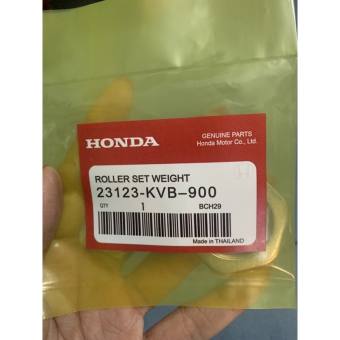 HONDA
GENUINE PARTS
Honda Motor Co., Ltd.
ROLLER SET WEIGHT
23123-KVB-900
QTY 1 BCH29
Made in THAILAND